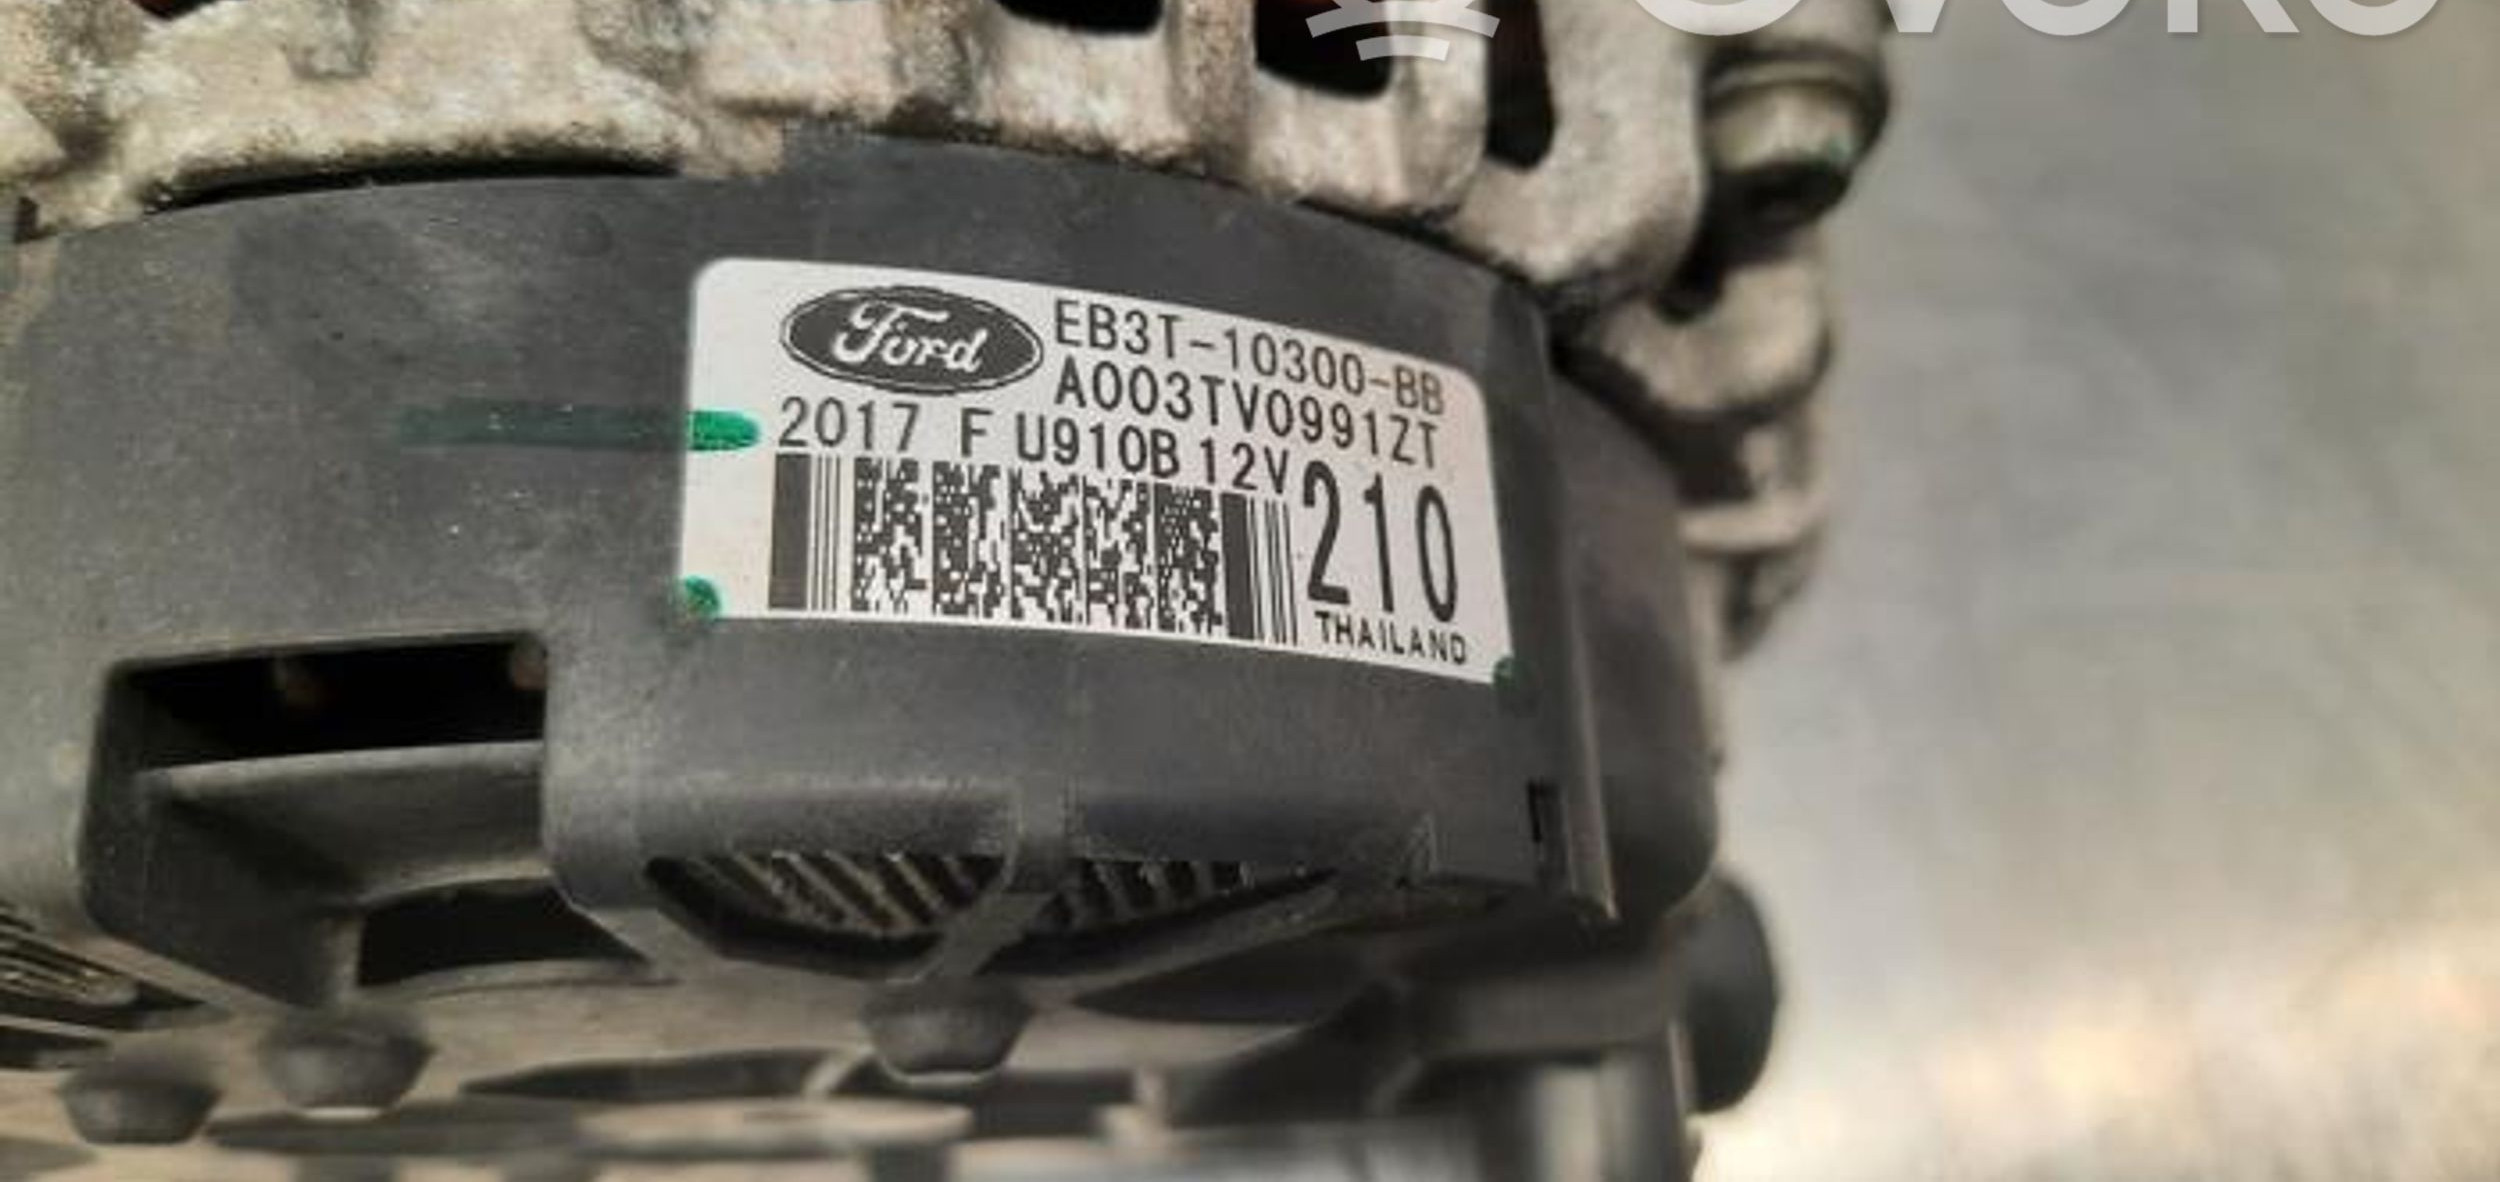 Ford
EB3T-10300-BB
A003TV0991ZT
2017 F U910B 12V
210
THAILAND